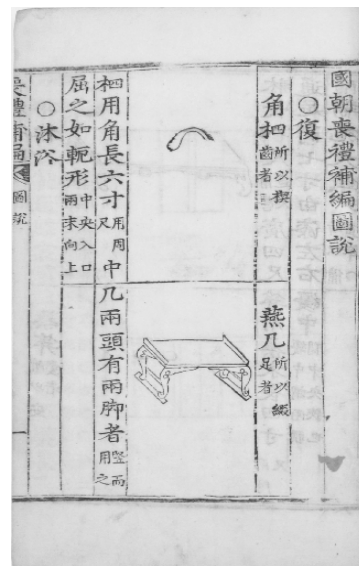 國朝喪禮補編圖說
○復
角柶所以楔齒者
燕几所以綴足者
柶用角長六寸用周尺中
屈之如軛形中央入口兩末向上
几兩頭有兩脚者竪而用之
○沐浴
喪禮補編
圖說